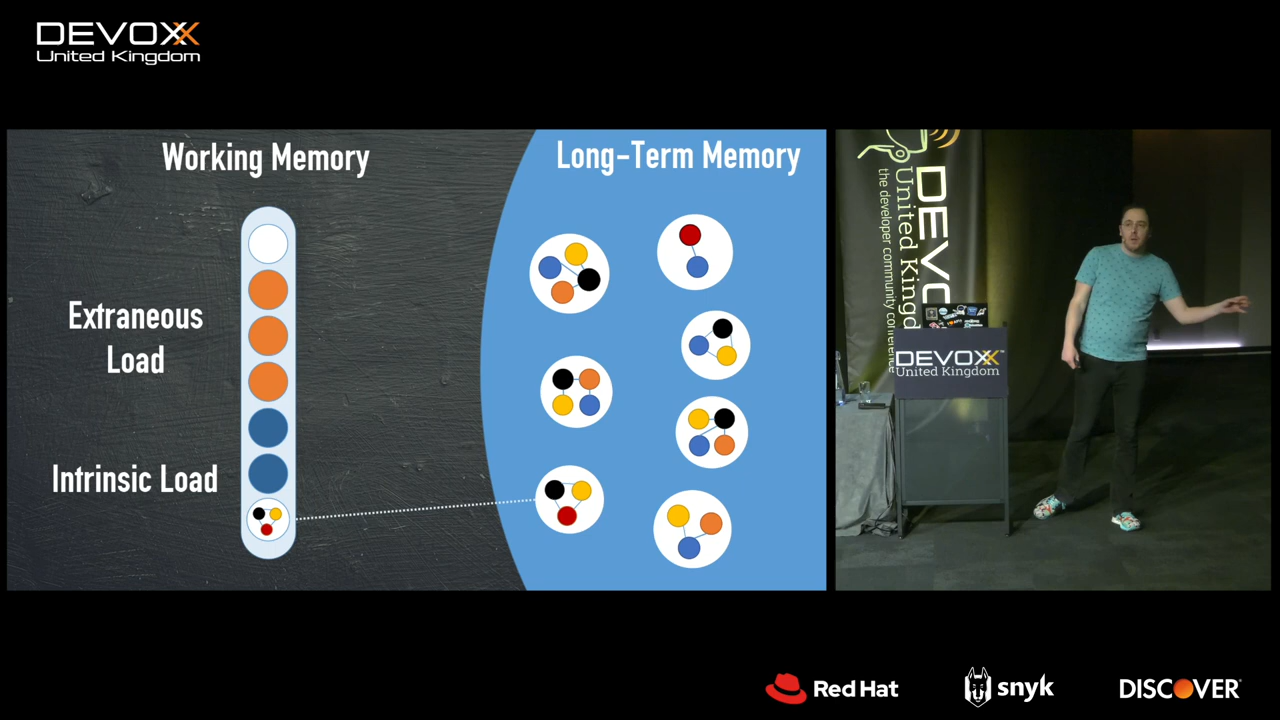 DEVOXX
United Kingdom
Working Memory
Long-Term Memory
Extraneous
Load
Intrinsic Load
DEVOXX
United Kingdom
the developer community conference
DEVOXX
United Kingdom
Red Hat
snyk
DISCOVER